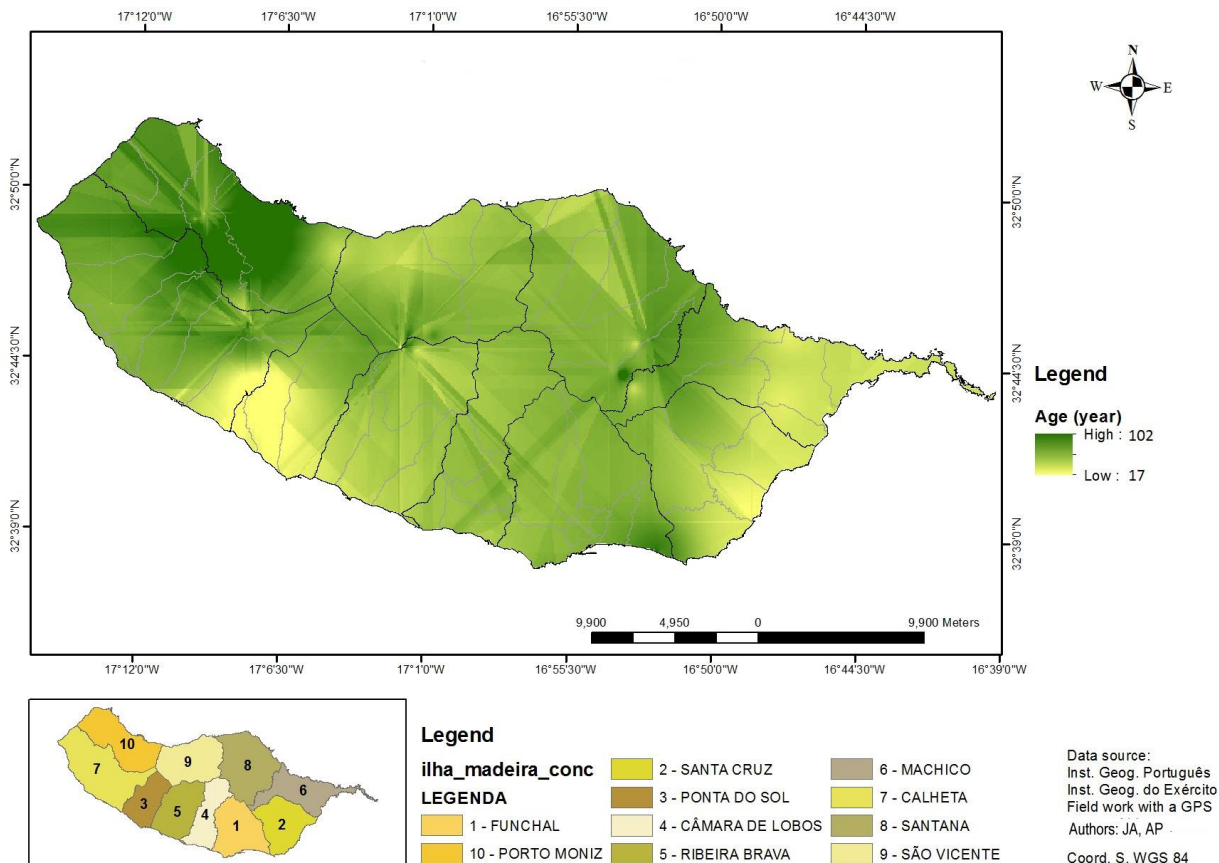 17°12'0"W 17°6'30"W 17°1'0"W 16°55'30"W 16°50'0"W 16°44'30"W
N
W E
S
32°50'0"N 32°50'0"N
32°44'30"N 32°44'30"N
32°39'0"N 32°39'0"N
Legend
Age (year)
High : 102
Low : 17
9,900 4,950 0 9,900 Meters
17°12'0"W 17°6'30"W 17°1'0"W 16°55'30"W 16°50'0"W 16°44'30"W 16°39'0"W
10
9
8
7
6
3
5
4
1
2
Legend
ilha_madeira_conc
LEGENDA
1 - FUNCHAL
10 - PORTO MONIZ
2 - SANTA CRUZ
3 - PONTA DO SOL
4 - CÂMARA DE LOBOS
5 - RIBEIRA BRAVA
6 - MACHICO
7 - CALHETA
8 - SANTANA
9 - SÃO VICENTE
Data source:
Inst. Geog. Português
Inst. Geog. do Exército
Field work with a GPS
Authors: JA, AP
Coord. S. WGS 84